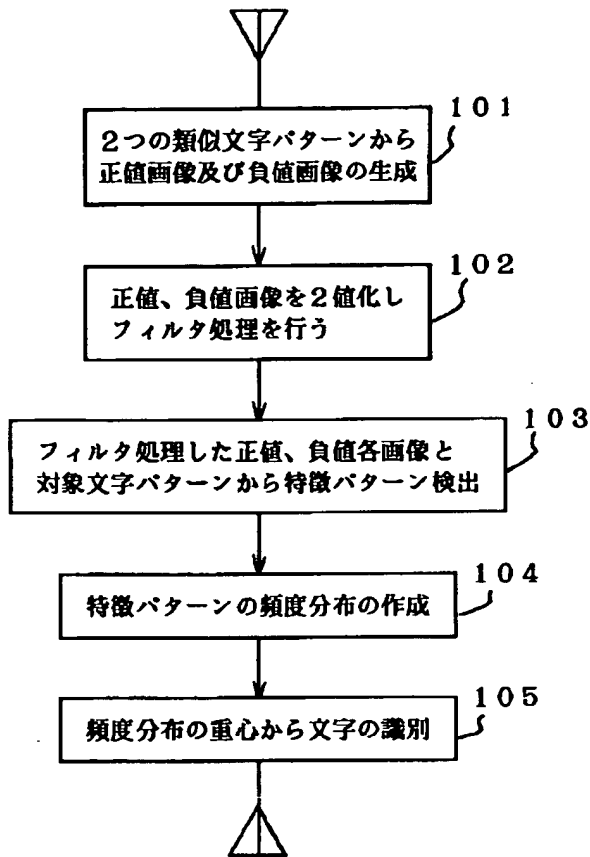 101
2つの類似文字パターンから
正値画像及び負値画像の生成
102
正値、負値画像を2値化し
フィルタ処理を行う
103
フィルタ処理した正値、負値各画像と
対象文字パターンから特徴パターン検出
104
特徴パターンの頻度分布の作成
105
頻度分布の重心から文字の識別